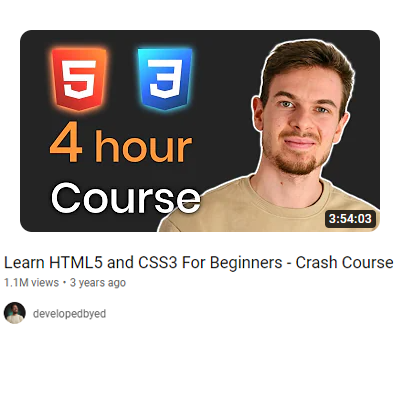 5 3
4 hour
Course
3:54:03
Learn HTML5 and CSS3 For Beginners - Crash Course
1.1M views • 3 years ago
developedbyed